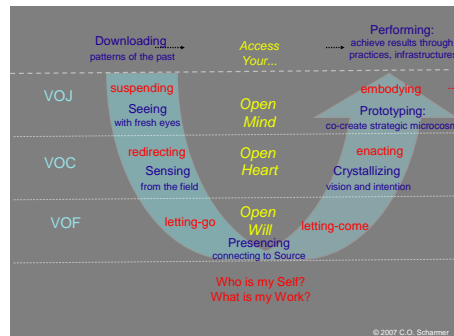 Downloading
patterns of the past
Access
Your...
Performing:
achieve results through
practices, infrastructures
VOJ
suspending
embodying
Seeing
with fresh eyes
Open
Mind
Prototyping:
co-create strategic microcosm
VOC
redirecting
Open
Heart
enacting
Sensing
from the field
Crystallizing
vision and intention
VOF
letting-go
Open
Will
letting-come
Presencing
connecting to Source
Who is my Self?
What is my Work?
© 2007 C.O. Scharmer